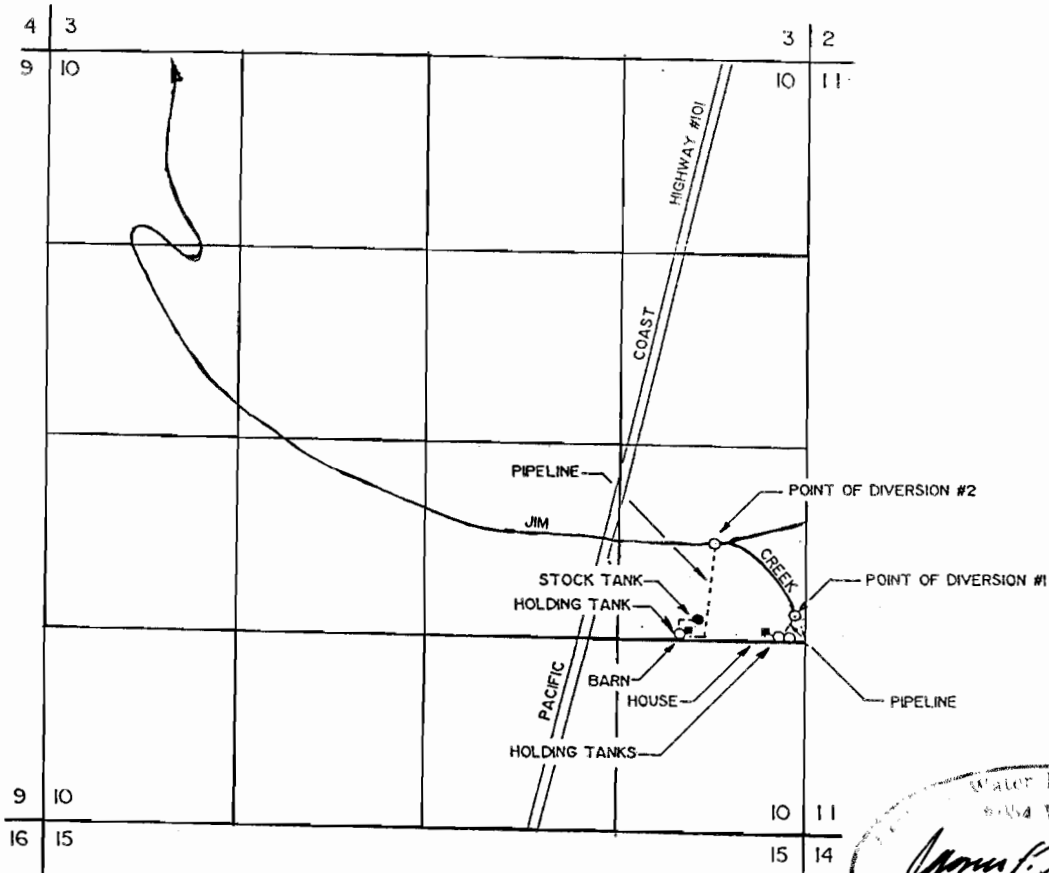 4 3
3 2
9 10
10 11
HIGHWAY #101
COAST
PIPELINE
POINT OF DIVERSION #2
JIM
CREEK
STOCK TANK
POINT OF DIVERSION #1
HOLDING TANK
BARN
HOUSE
PIPELINE
PACIFIC
HOLDING TANKS
Water
9 10
10 11
16 15
15 14